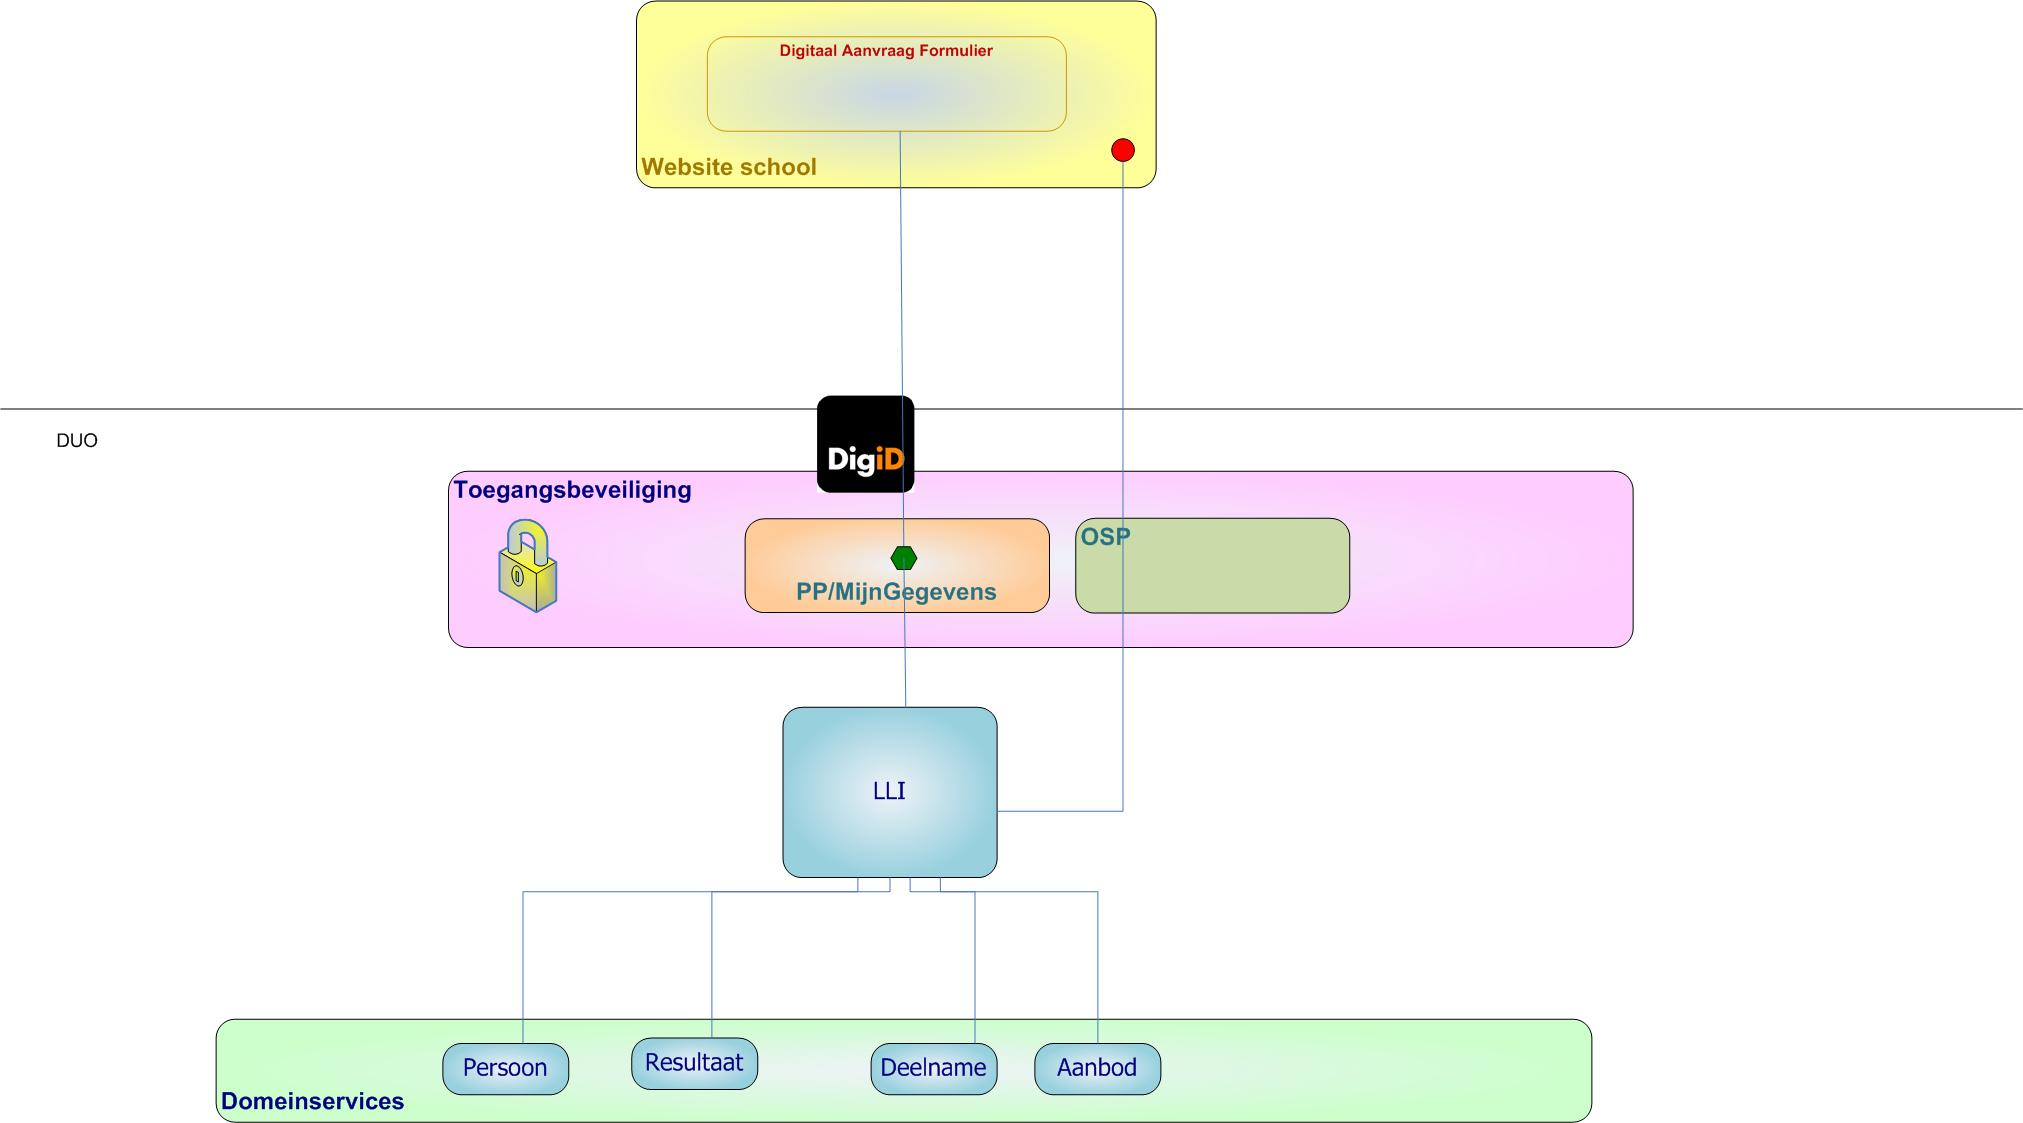 Digitaal Aanvraag Formulier
Website school
DUO
DigiD
Toegangsbeveiliging
OSP
PP/MijnGegevens
LLI
Persoon
Resultaat
Deelname
Aanbod
Domeinservices